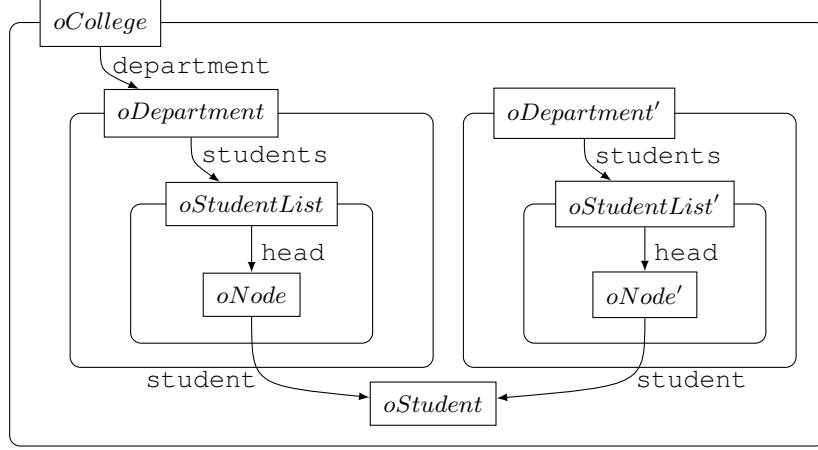 oCollege
department
oDepartment
oDepartment′
students
students
oStudentList
oStudentList′
head
head
oNode
oNode′
student
student
oStudent